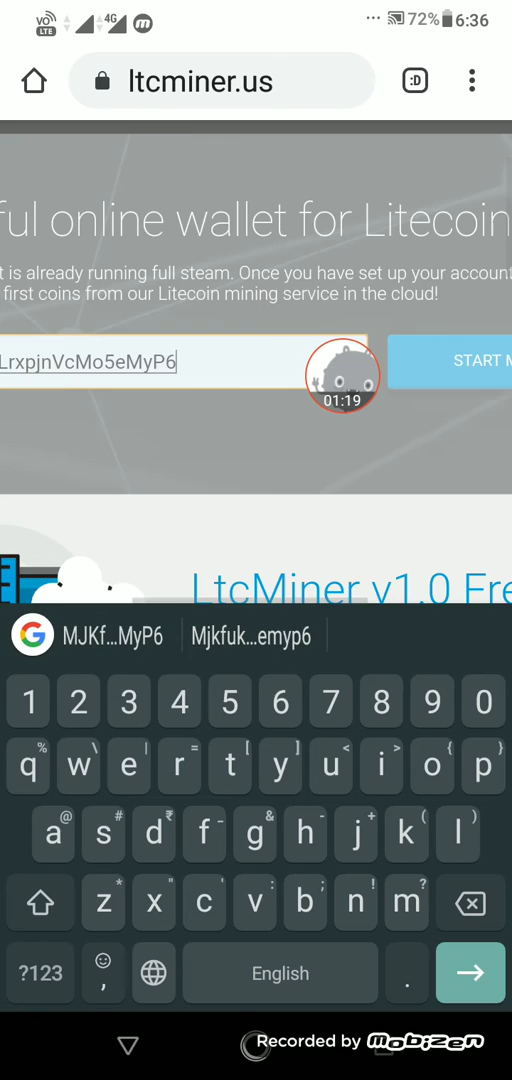 VO LTE 4G m ... 72% 6:36
ltcminer.us :D
ful online wallet for Litecoin
t is already running full steam. Once you have set up your account
first coins from our Litecoin mining service in the cloud!
LrxpjnVcMo5eMyP6 START M
01:19
LtcMiner v1.0 Fre
G MJKf...MyP6 Mjkfuk...emyp6
1 2 3 4 5 6 7 8 9 0
% \ | = [ ] < > { }
q w e r t y u i o p
@ # ₹ _ & - + ( )
a s d f g h j k l
* " ' : ; ! ?
z x c v b n m
?123 , English .
Recorded by mobizen